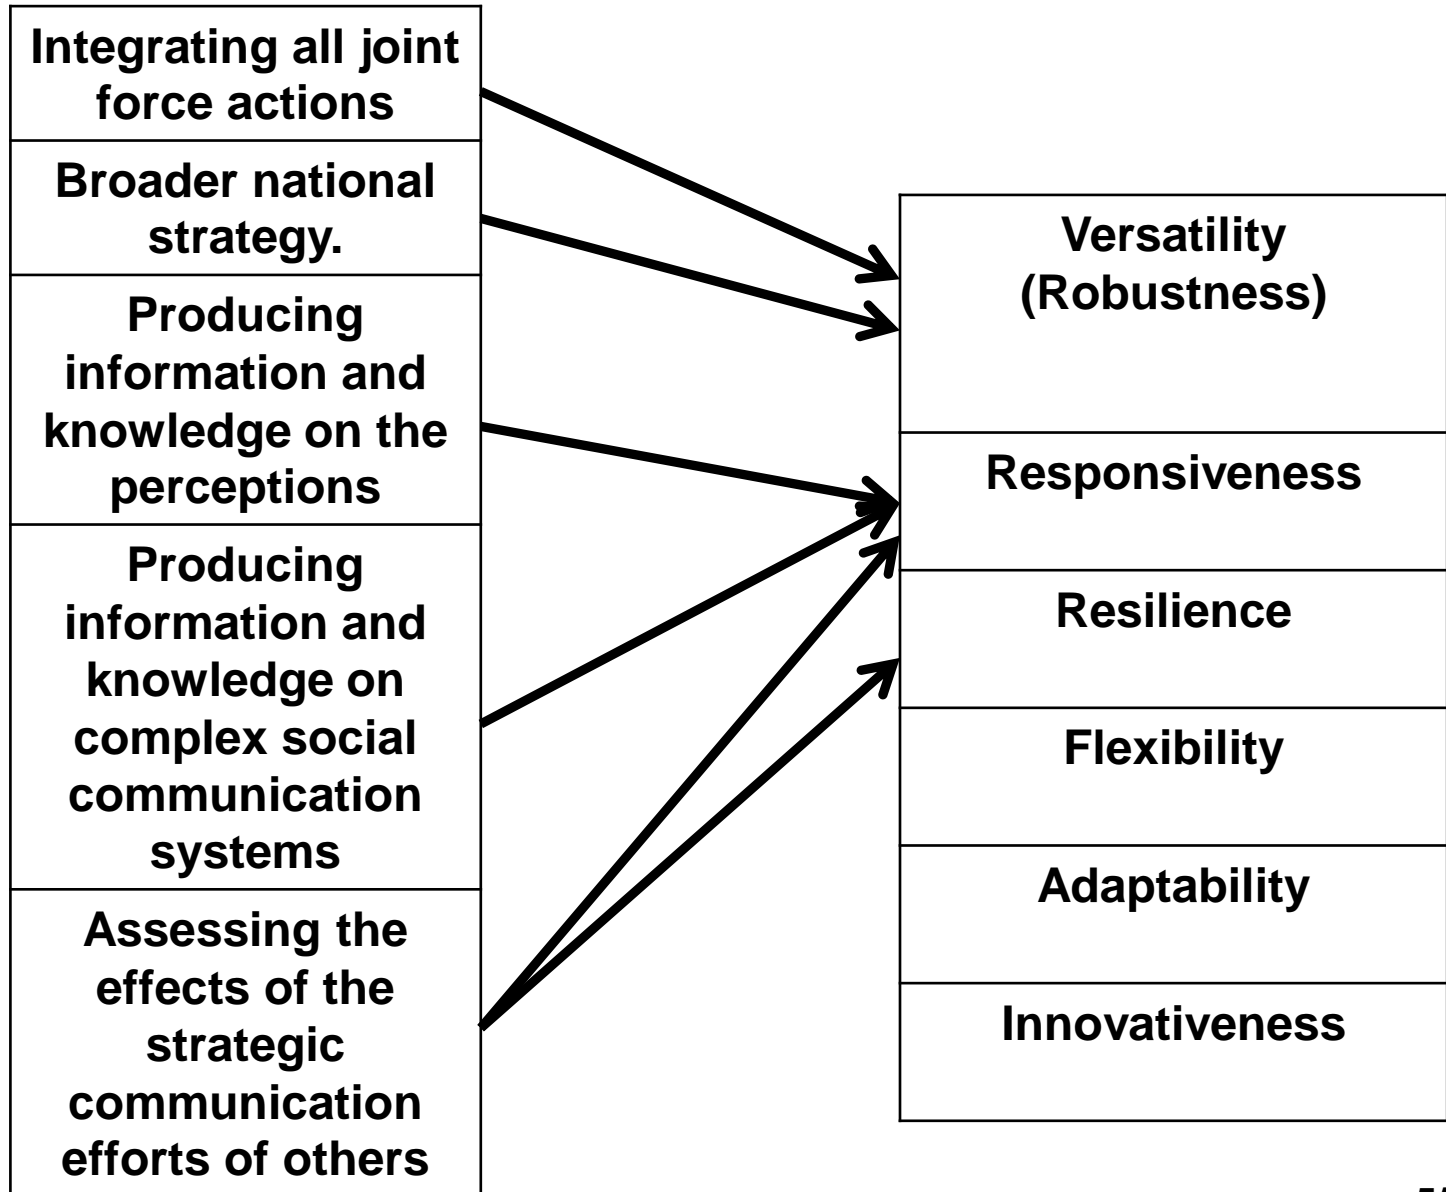 Integrating all joint
force actions
Broader national
strategy.
Producing
information and
knowledge on the
perceptions
Producing
information and
knowledge on
complex social
communication
systems
Assessing the
effects of the
strategic
communication
efforts of others
Versatility
(Robustness)
Responsiveness
Resilience
Flexibility
Adaptability
Innovativeness